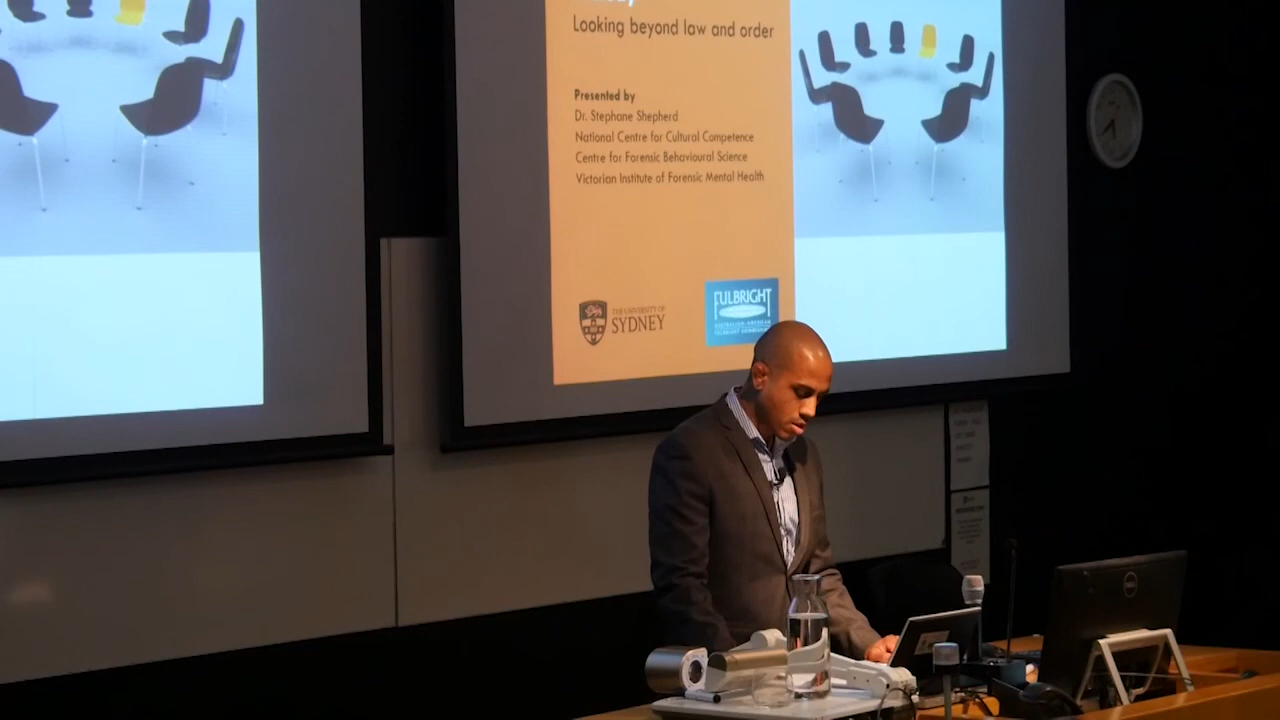 Looking beyond law and order
Presented by
Dr. Stephane Shepherd
National Centre for Cultural Competence
Centre for Forensic Behavioural Science
Victorian Institute of Forensic Mental Health
THE UNIVERSITY OF
SYDNEY
FULBRIGHT
DELL